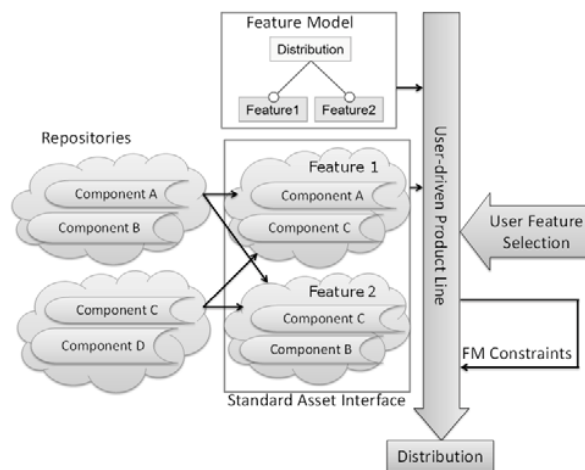 Feature Model
Distribution
Feature1
Feature2
Repositories
Component A
Component B
Component C
Component D
Feature 1
Component A
Component C
Feature 2
Component C
Component B
Standard Asset Interface
User-driven Product Line
User Feature
Selection
FM Constraints
Distribution